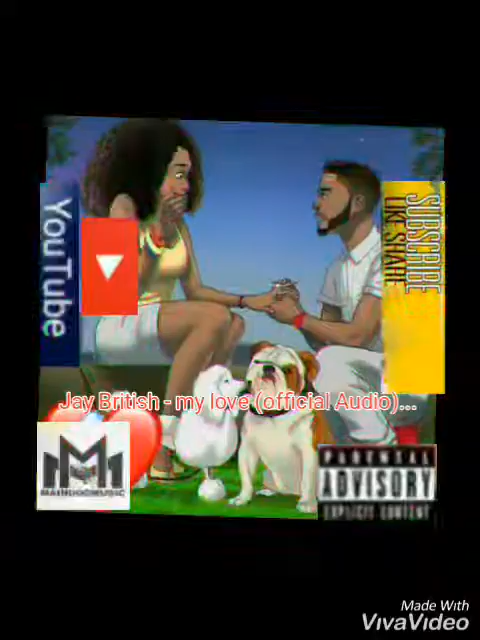 YouTube
SUBSCRIBE
LIKE SHARE
Jay British - my love (official Audio)...
PARENTAL
ADVISORY
EXPLICIT CONTENT
Made With
VivaVideo